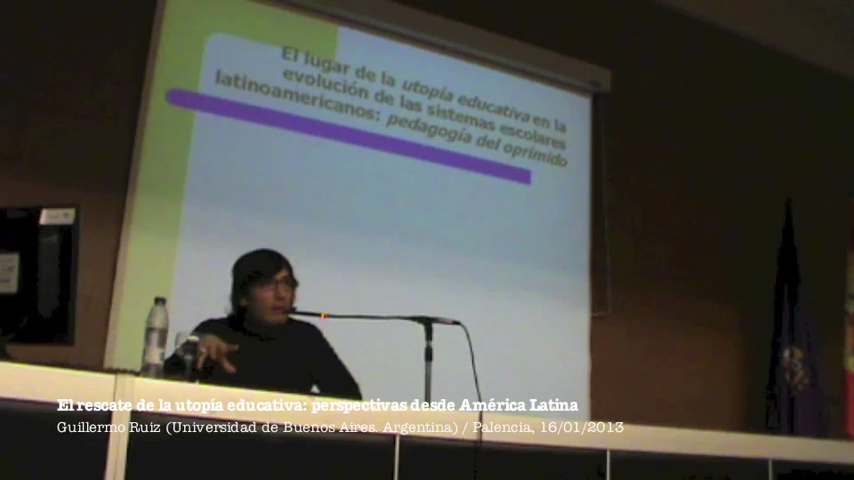 El lugar de la utopía educativa en la
evolución de las sistemas escolares
latinoamericanos: pedagogía del oprimido
El rescate de la utopía educativa: perspectivas desde América Latina
Guillermo Ruiz (Universidad de Buenos Aires. Argentina) / Palencia, 16/01/2013